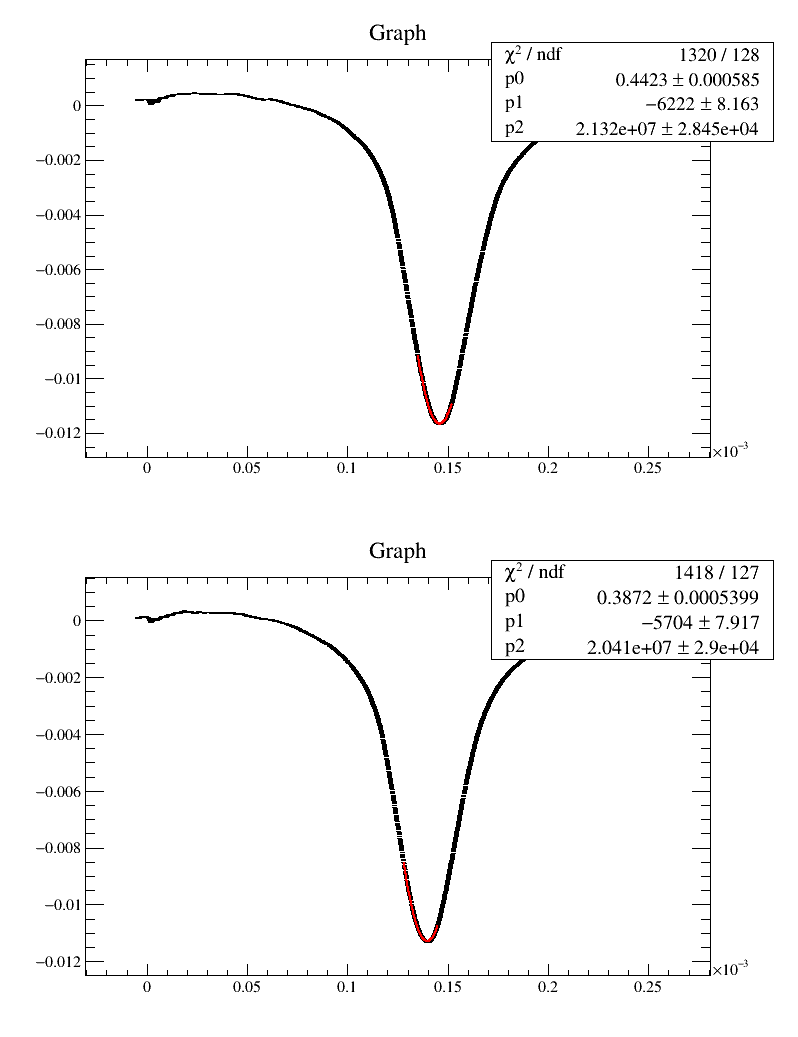 Graph
χ² / ndf 1320 / 128
p0 0.4423 ± 0.000585
p1 −6222 ± 8.163
p2 2.132e+07 ± 2.845e+04
0
−0.002
−0.004
−0.006
−0.008
−0.01
−0.012
0 0.05 0.1 0.15 0.2 0.25
×10⁻³
Graph
χ² / ndf 1418 / 127
p0 0.3872 ± 0.0005399
p1 −5704 ± 7.917
p2 2.041e+07 ± 2.9e+04
0
−0.002
−0.004
−0.006
−0.008
−0.01
−0.012
0 0.05 0.1 0.15 0.2 0.25
×10⁻³